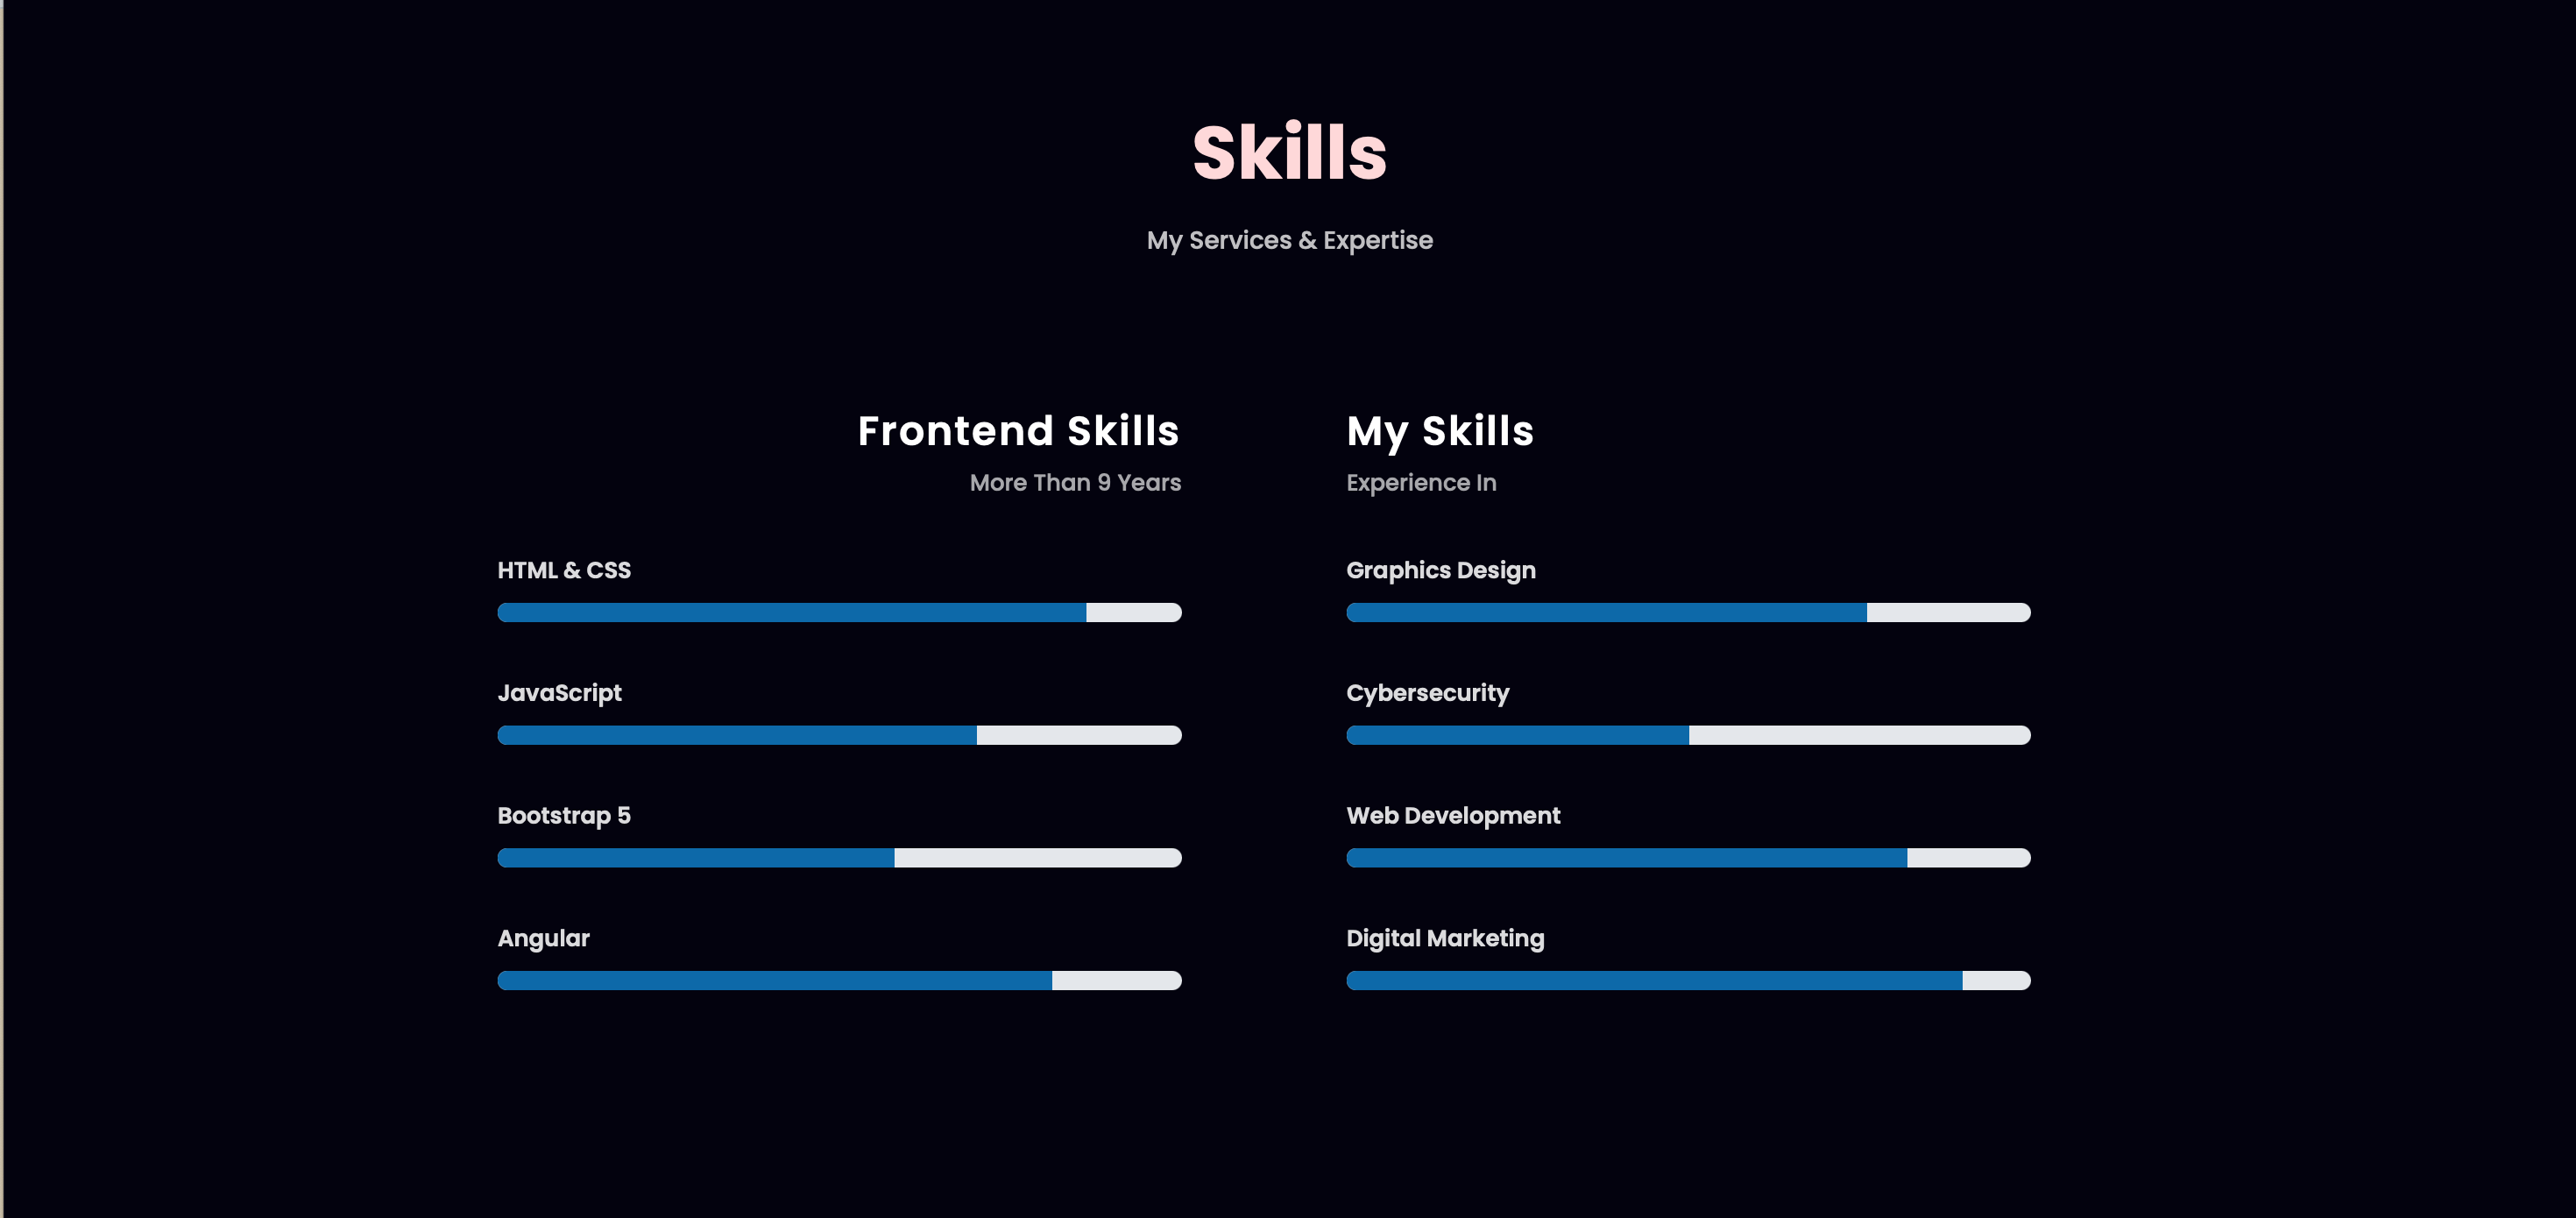 Skills
My Services & Expertise
Frontend Skills
More Than 9 Years
HTML & CSS
JavaScript
Bootstrap 5
Angular
My Skills
Experience In
Graphics Design
Cybersecurity
Web Development
Digital Marketing